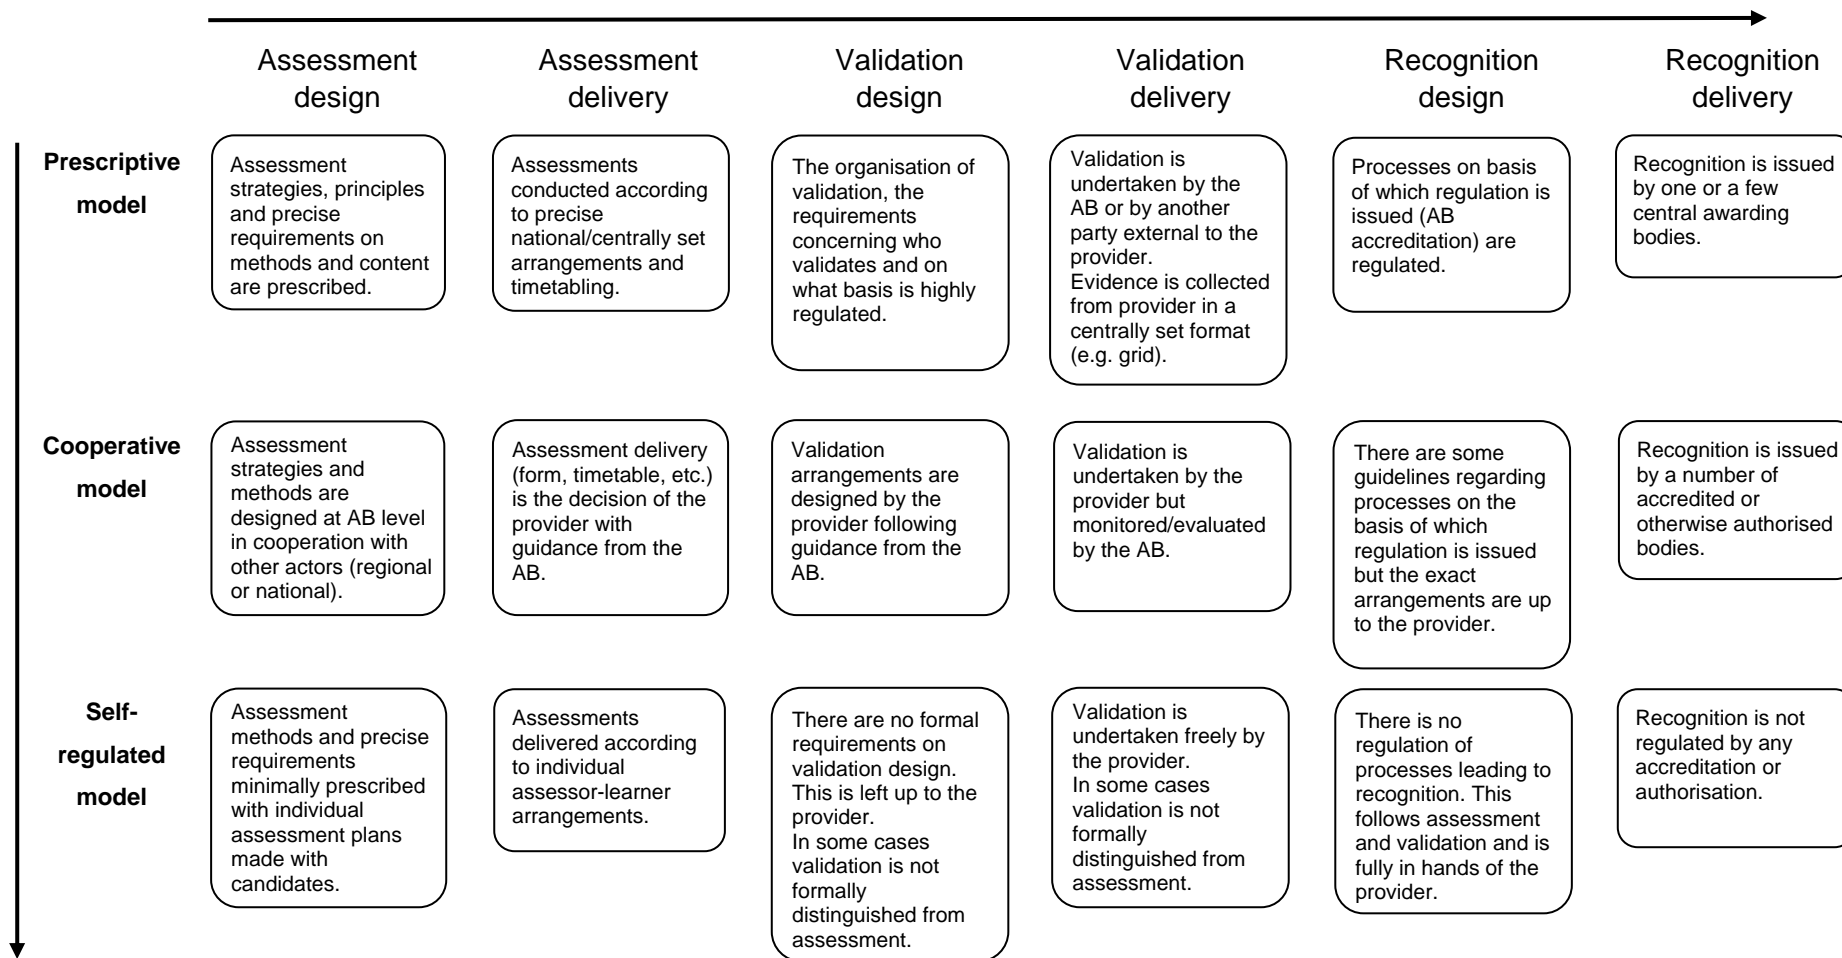 Assessment
design
Assessment
delivery
Validation
design
Validation
delivery
Recognition
design
Recognition
delivery
Prescriptive
model
Assessment
strategies, principles
and precise
requirements on
methods and content
are prescribed.
Assessments
conducted according
to precise
national/centrally set
arrangements and
timetabling.
The organisation of
validation, the
requirements
concerning who
validates and on
what basis is highly
regulated.
Validation is
undertaken by the
AB or by another
party external to the
provider.
Evidence is collected
from provider in a
centrally set format
(e.g. grid).
Processes on basis
of which regulation is
issued (AB
accreditation) are
regulated.
Recognition is issued
by one or a few
central awarding
bodies.
Cooperative
model
Assessment
strategies and
methods are
designed at AB level
in cooperation with
other actors (regional
or national).
Assessment delivery
(form, timetable, etc.)
is the decision of the
provider with
guidance from the
AB.
Validation
arrangements are
designed by the
provider following
guidance from the
AB.
Validation is
undertaken by the
provider but
monitored/evaluated
by the AB.
There are some
guidelines regarding
processes on the
basis of which
regulation is issued
but the exact
arrangements are up
to the provider.
Recognition is issued
by a number of
accredited or
otherwise authorised
bodies.
Self-
regulated
model
Assessment
methods and precise
requirements
minimally prescribed
with individual
assessment plans
made with
candidates.
Assessments
delivered according
to individual
assessor-learner
arrangements.
There are no formal
requirements on
validation design.
This is left up to the
provider.
In some cases
validation is not
formally
distinguished from
assessment.
Validation is
undertaken freely by
the provider.
In some cases
validation is not
formally
distinguished from
assessment.
There is no
regulation of
processes leading to
recognition. This
follows assessment
and validation and is
fully in hands of the
provider.
Recognition is not
regulated by any
accreditation or
authorisation.